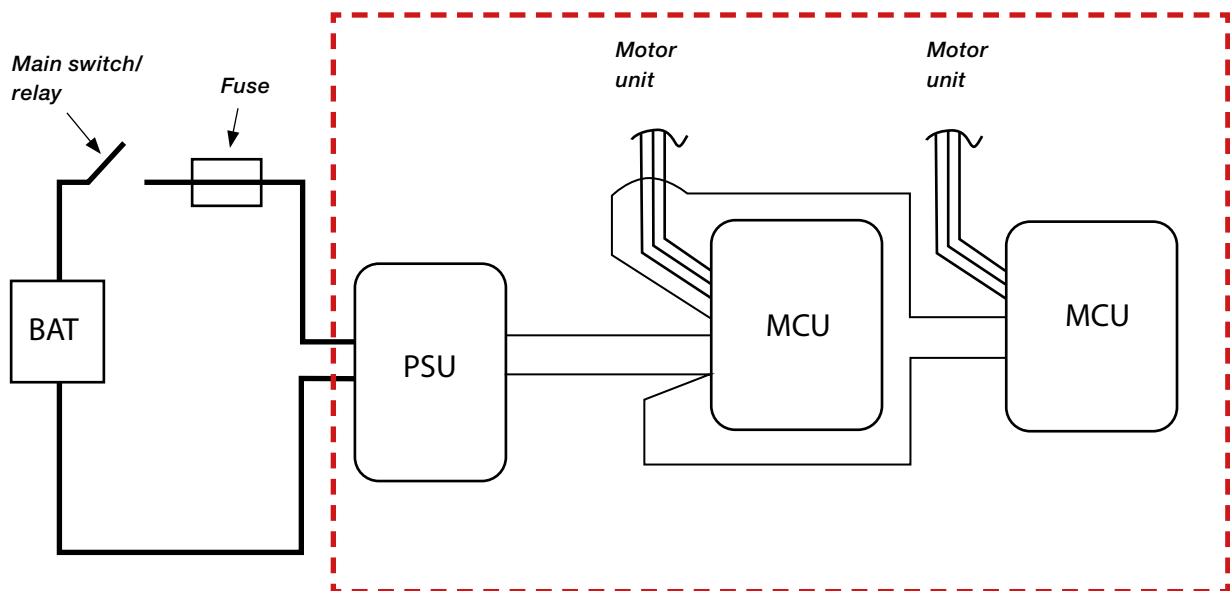 Main switch/
relay
Fuse
Motor
unit
Motor
unit
BAT
PSU
MCU
MCU